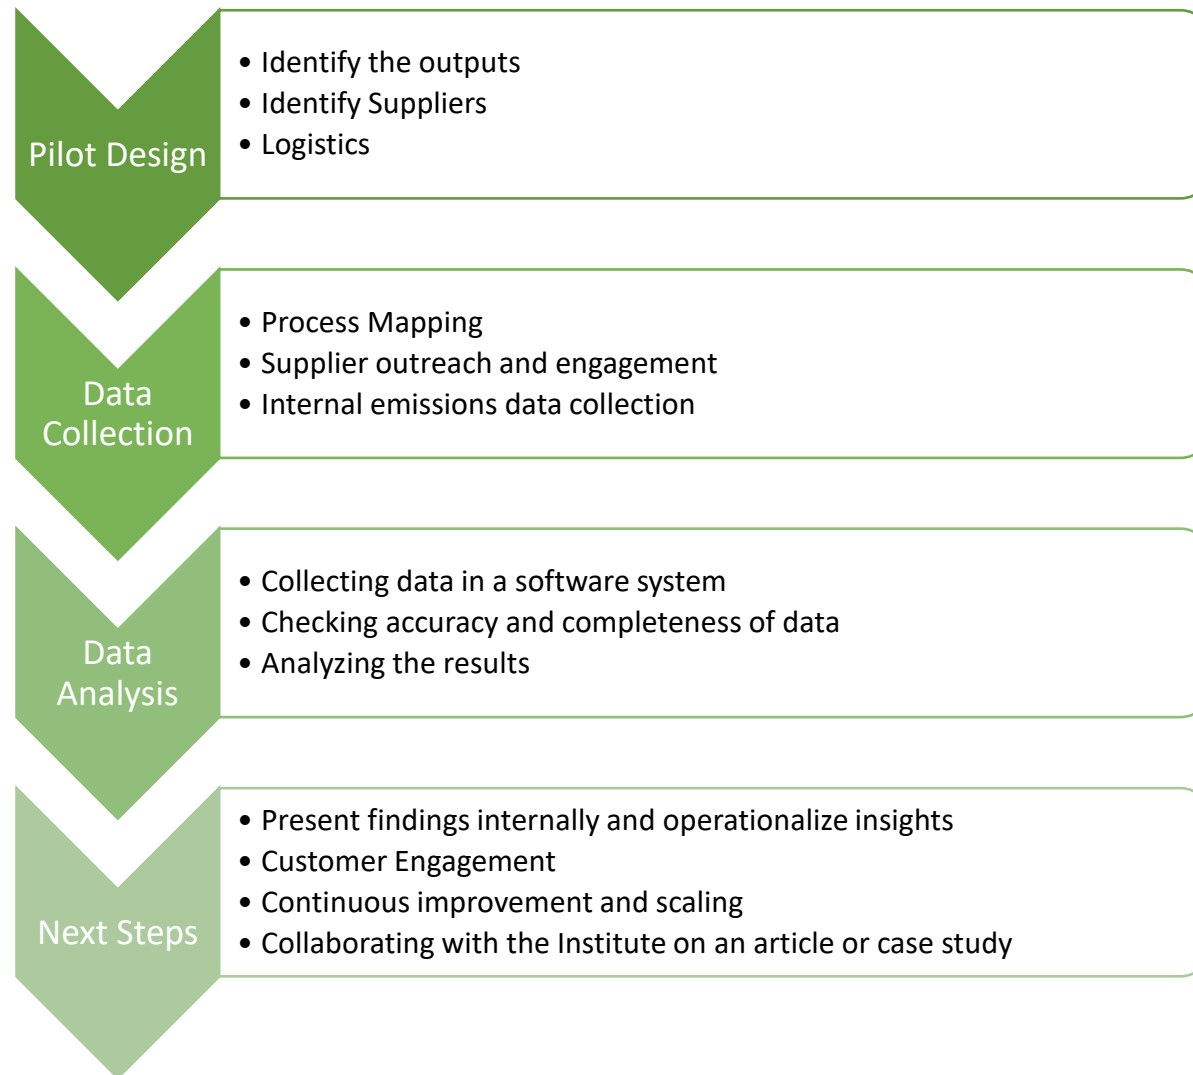 Pilot Design
• Identify the outputs
• Identify Suppliers
• Logistics
Data
Collection
• Process Mapping
• Supplier outreach and engagement
• Internal emissions data collection
Data
Analysis
• Collecting data in a software system
• Checking accuracy and completeness of data
• Analyzing the results
Next Steps
• Present findings internally and operationalize insights
• Customer Engagement
• Continuous improvement and scaling
• Collaborating with the Institute on an article or case study